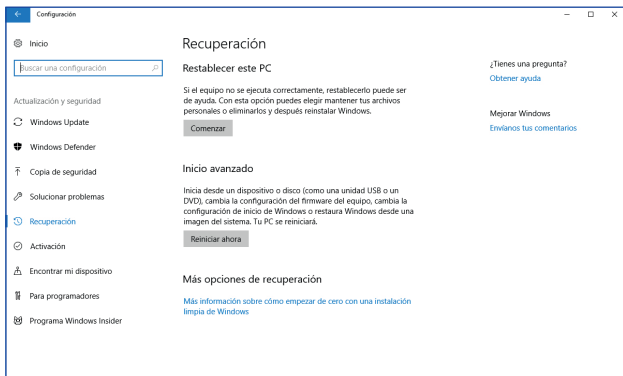 Configuración
Inicio
Buscar una configuración
Actualización y seguridad
Windows Update
Windows Defender
Copia de seguridad
Solucionar problemas
Recuperación
Activación
Encontrar mi dispositivo
Para programadores
Programa Windows Insider
Recuperación
Restablecer este PC
Si el equipo no se ejecuta correctamente, restablecerlo puede ser
de ayuda. Con esta opción puedes elegir mantener tus archivos
personales o eliminarlos y después reinstalar Windows.
Comenzar
Inicio avanzado
Inicia desde un dispositivo o disco (como una unidad USB o un
DVD), cambia la configuración del firmware del equipo, cambia la
configuración de inicio de Windows o restaura Windows desde una
imagen del sistema. Tu PC se reiniciará.
Reiniciar ahora
Más opciones de recuperación
Más información sobre cómo empezar de cero con una instalación
limpia de Windows
¿Tienes una pregunta?
Obtener ayuda
Mejorar Windows
Envíanos tus comentarios